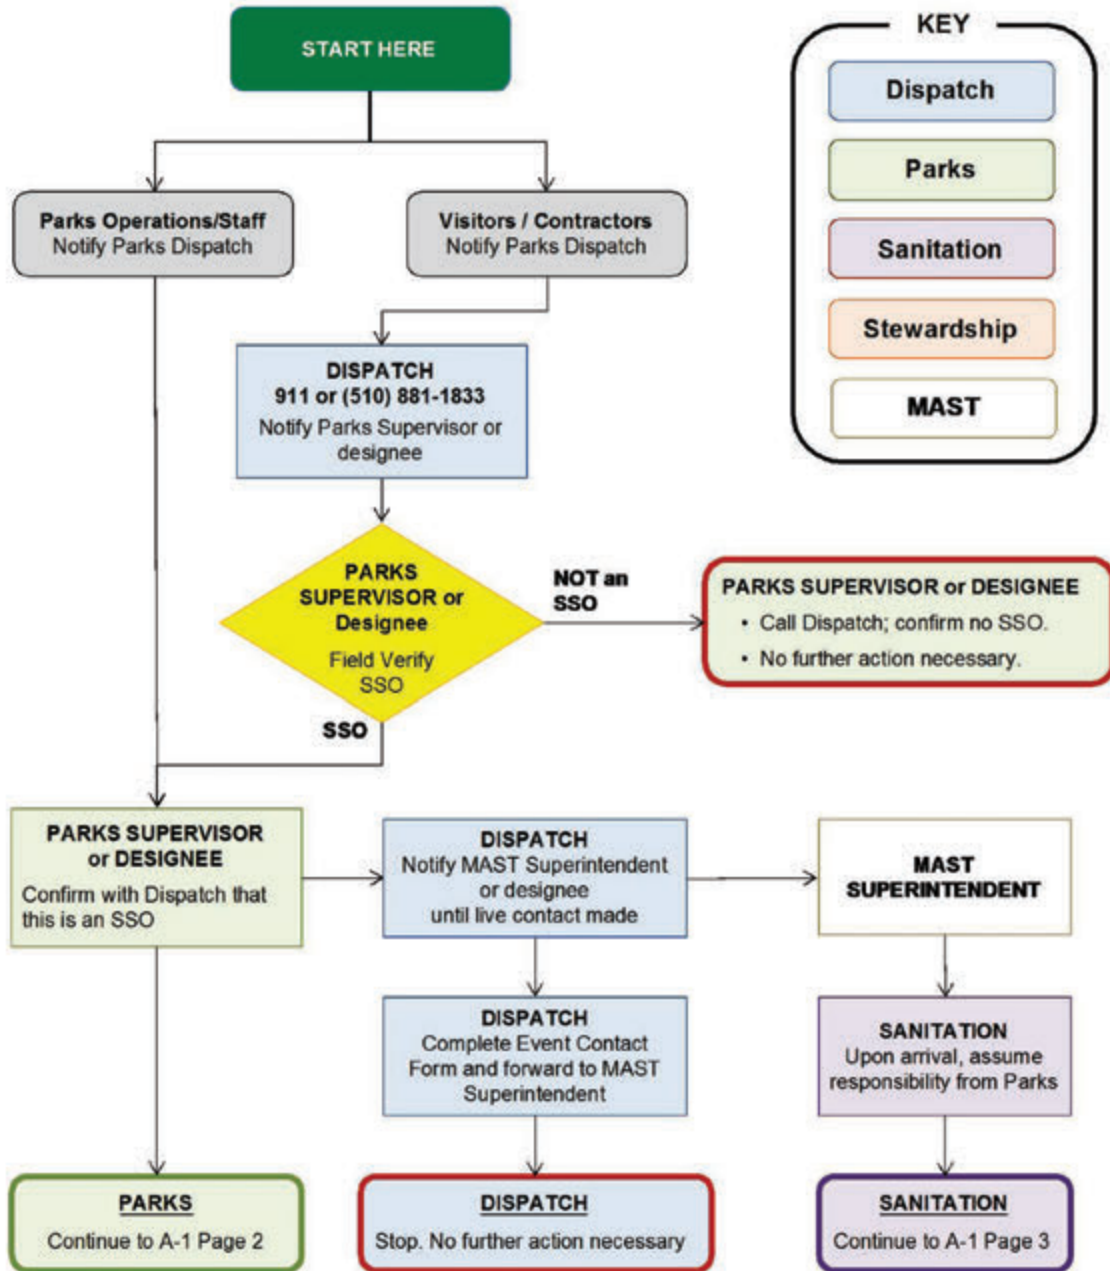 START HERE
KEY
Dispatch
Parks
Sanitation
Stewardship
MAST
Parks Operations/Staff
Notify Parks Dispatch
Visitors / Contractors
Notify Parks Dispatch
DISPATCH
911 or (510) 881-1833
Notify Parks Supervisor or
designee
PARKS
SUPERVISOR or
Designee
Field Verify
SSO
NOT an
SSO
PARKS SUPERVISOR or DESIGNEE
• Call Dispatch; confirm no SSO.
• No further action necessary.
SSO
PARKS SUPERVISOR
or DESIGNEE
Confirm with Dispatch that
this is an SSO
DISPATCH
Notify MAST Superintendent
or designee
until live contact made
MAST
SUPERINTENDENT
DISPATCH
Complete Event Contact
Form and forward to MAST
Superintendent
SANITATION
Upon arrival, assume
responsibility from Parks
PARKS
Continue to A-1 Page 2
DISPATCH
Stop. No further action necessary
SANITATION
Continue to A-1 Page 3